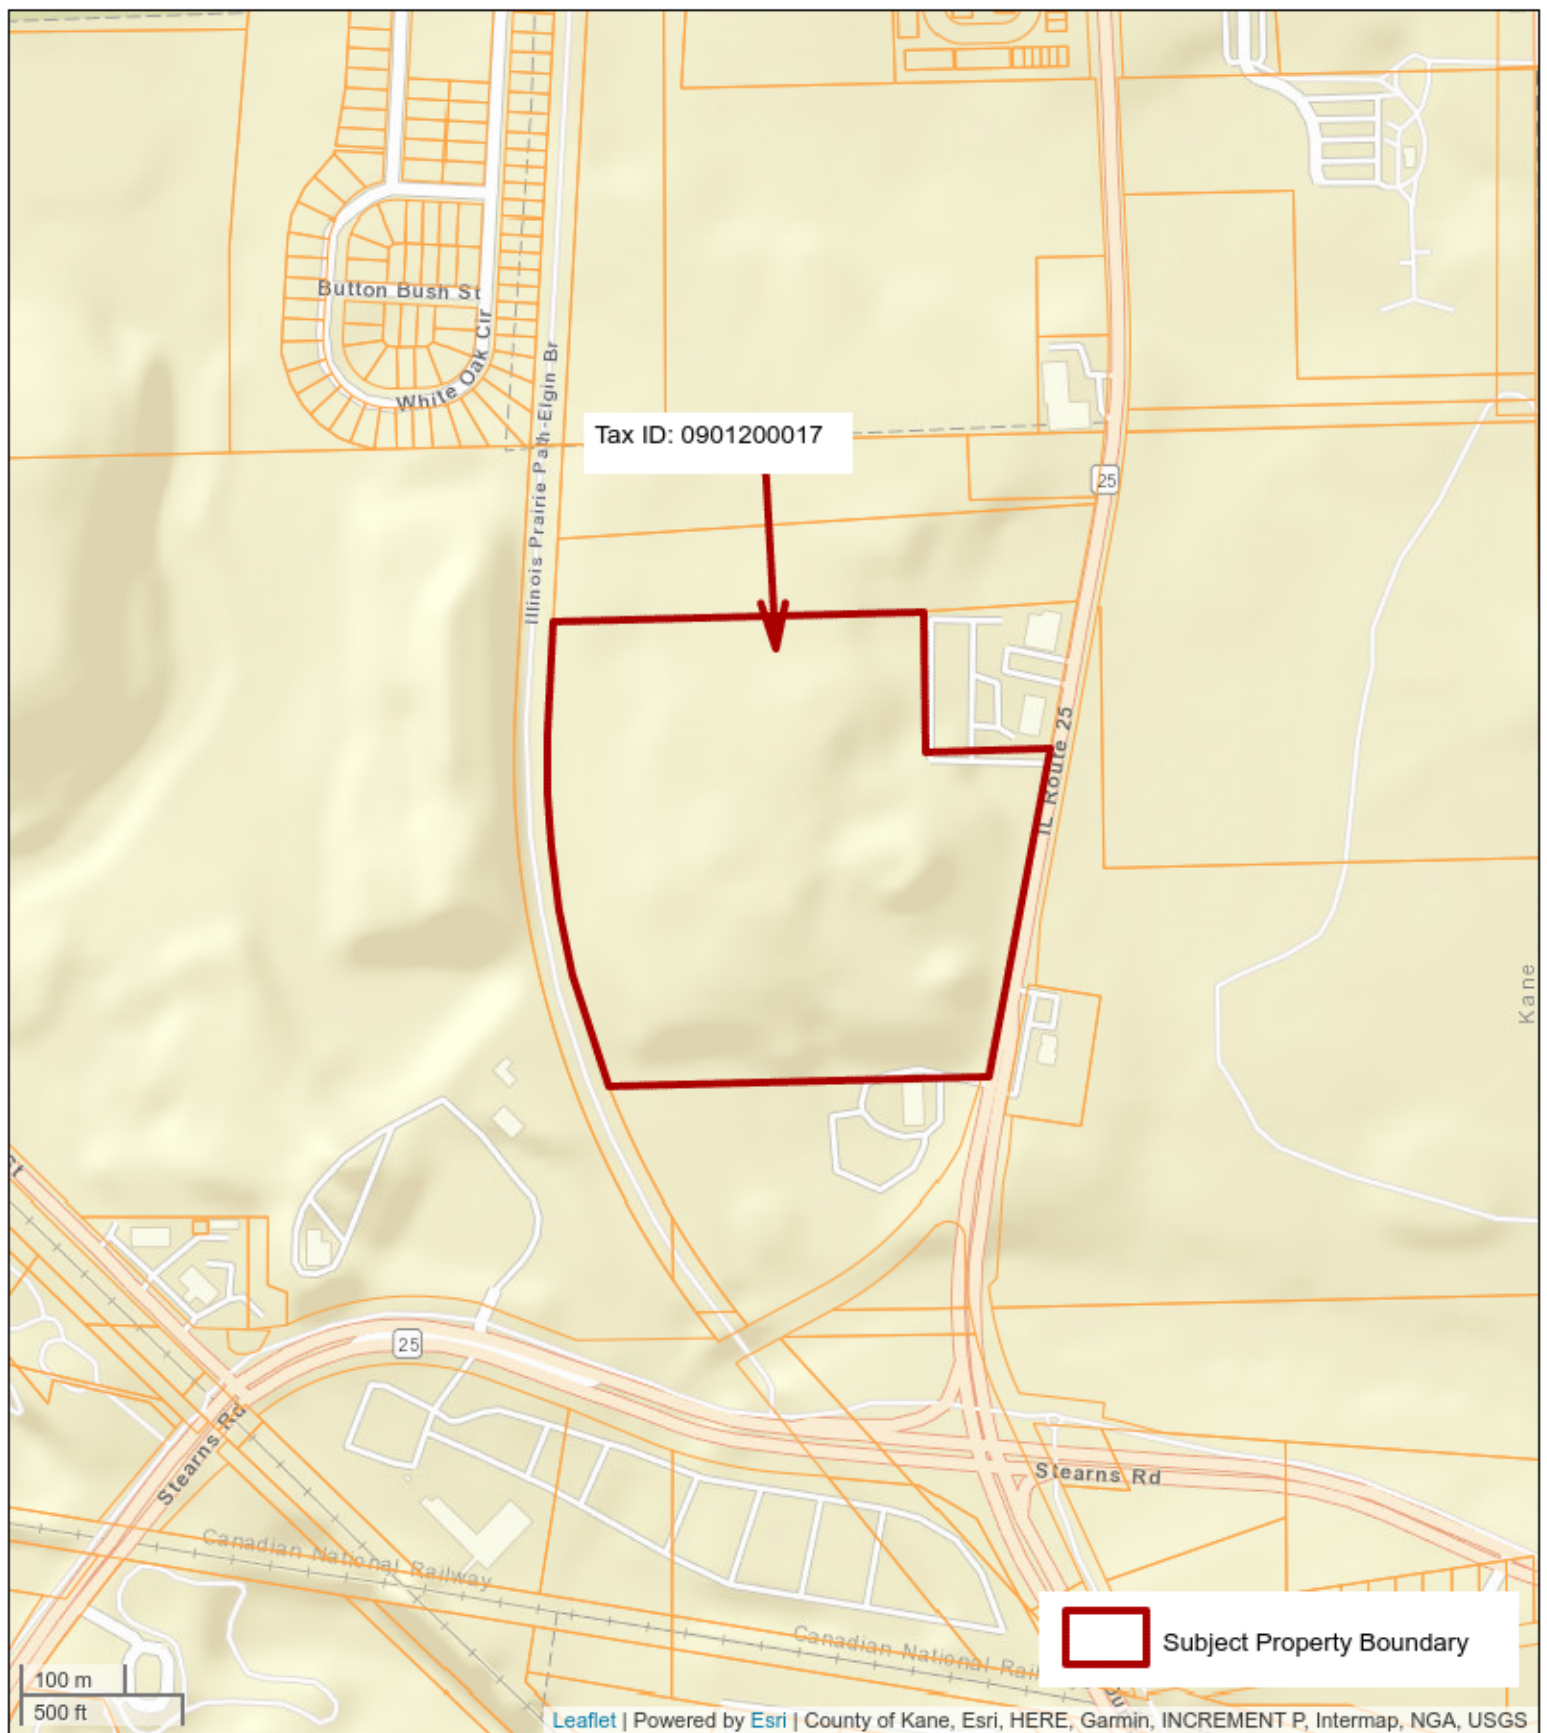 Button Bush St
White Oak Cir
Illinois Prairie Path-Elgin Br
Tax ID: 0901200017
25
IL Route 25
Kane
25
Stearns Rd
Stearns Rd
Canadian National Railway
Canadian National
Subject Property Boundary
100 m
500 ft
Leaflet | Powered by Esri | County of Kane, Esri, HERE, Garmin, INCREMENT P, Intermap, NGA, USGS